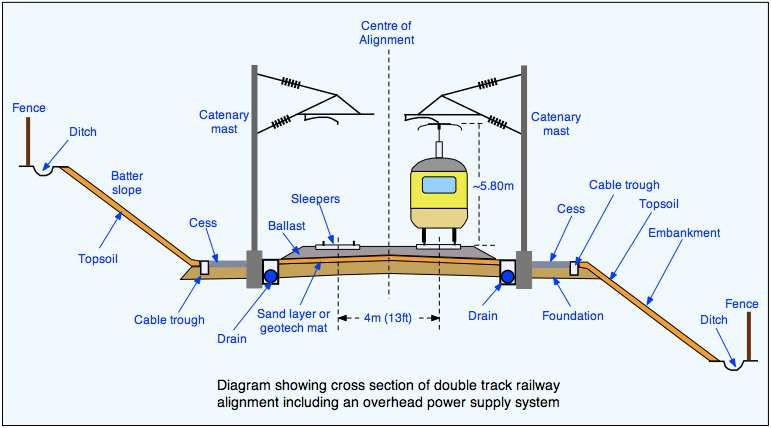 Centre of
Alignment
Fence
Ditch
Catenary
mast
Catenary
mast
Batter
slope
~5.80m
Sleepers
Cable trough
Topsoil
Cess
Ballast
Cess
Embankment
Topsoil
Fence
Cable trough
Drain
Sand layer or
geotech mat
4m (13ft)
Drain
Foundation
Ditch
Diagram showing cross section of double track railway
alignment including an overhead power supply system